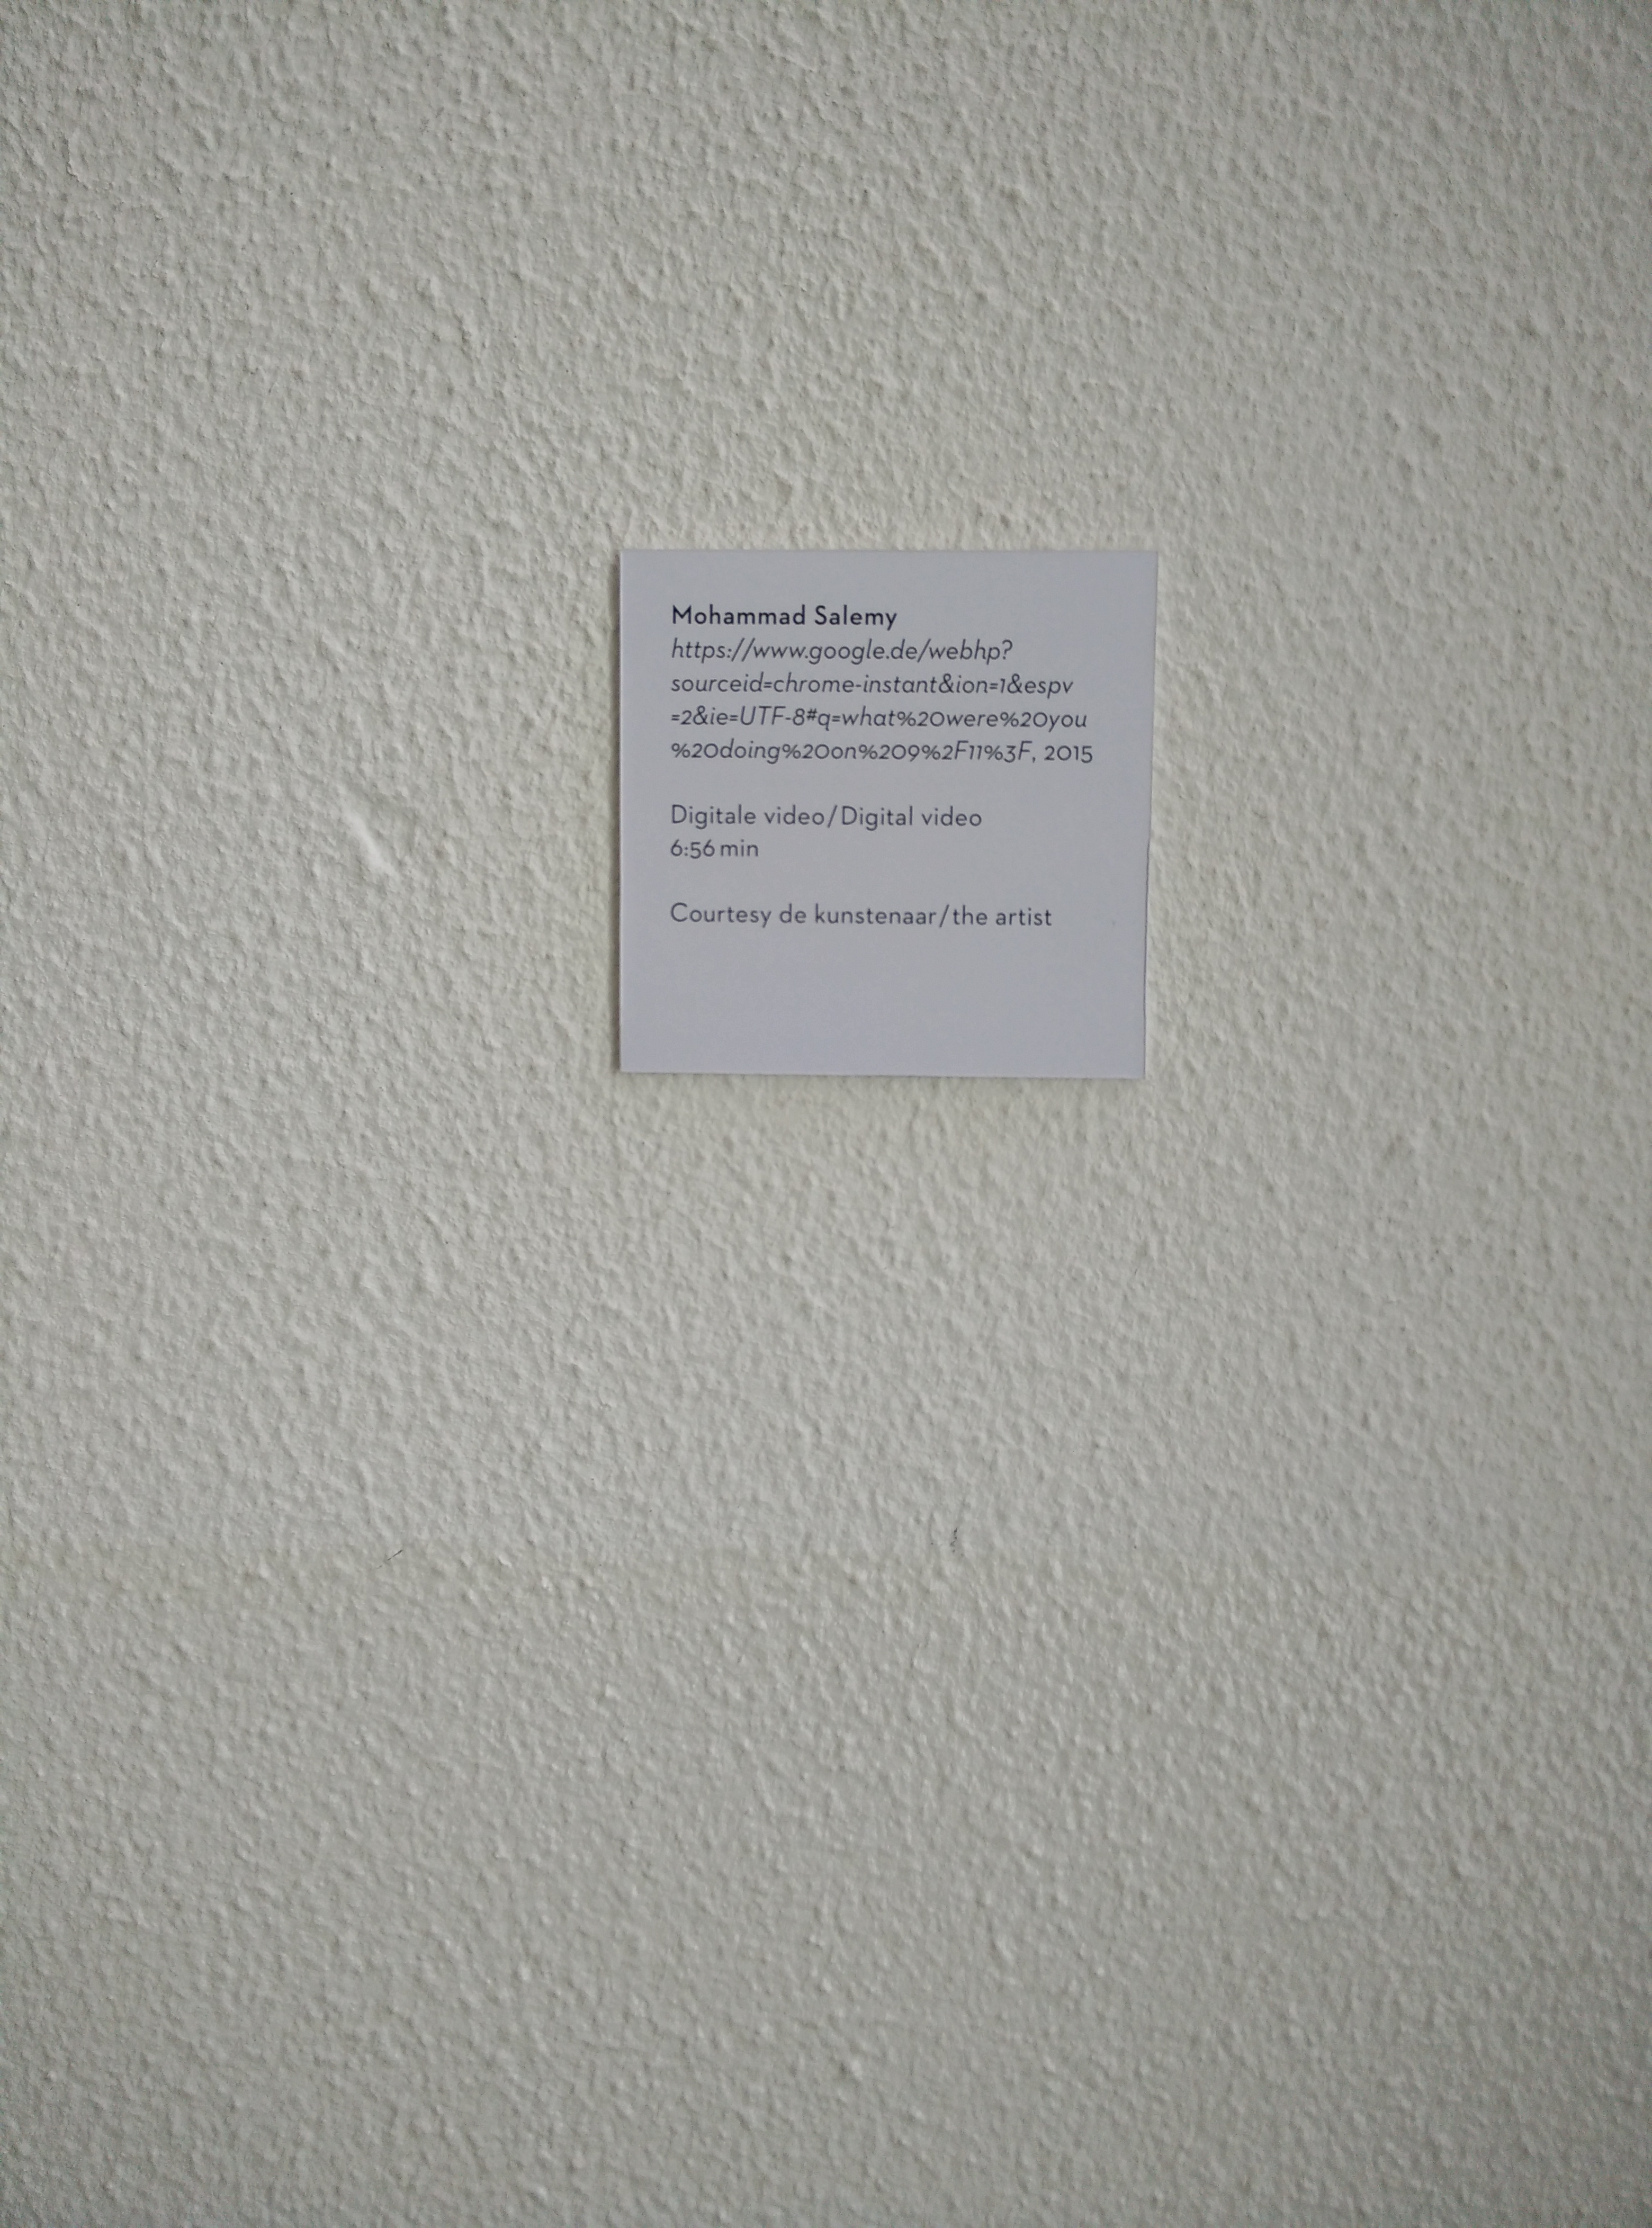 Mohammad Salemy
https://www.google.de/webhp?
sourceid=chrome-instant&ion=1&espv
=2&ie=UTF-8#q=what%20were%20you
%20doing%20on%209%2F11%3F, 2015
Digitale video/Digital video
6:56 min
Courtesy de kunstenaar/the artist